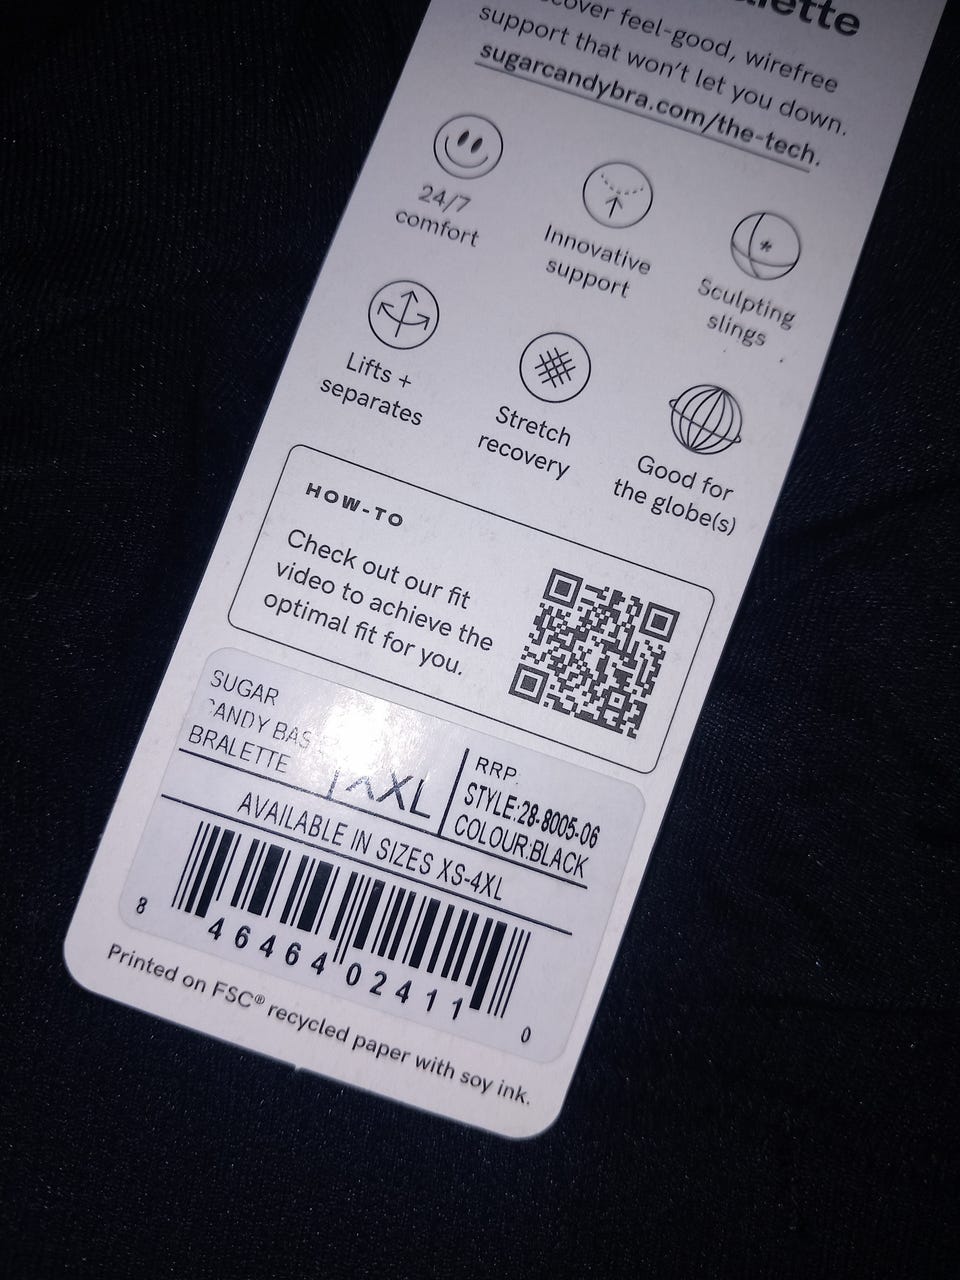 feel-good, wirefree
support that won't let you down.
sugarcandybra.com/the-tech.
24/7
comfort
Innovative
support
Sculpting
slings
Lifts +
separates
Stretch
recovery
Good for
the globe(s)
HOW-TO
Check out our fit
video to achieve the
optimal fit for you.
SUGAR
BRALETTE
RRP:
STYLE:28-8005-06
COLOUR:BLACK
AVAILABLE IN SIZES XS-4XL
8 46464 02411 0
Printed on FSC® recycled paper with soy ink.